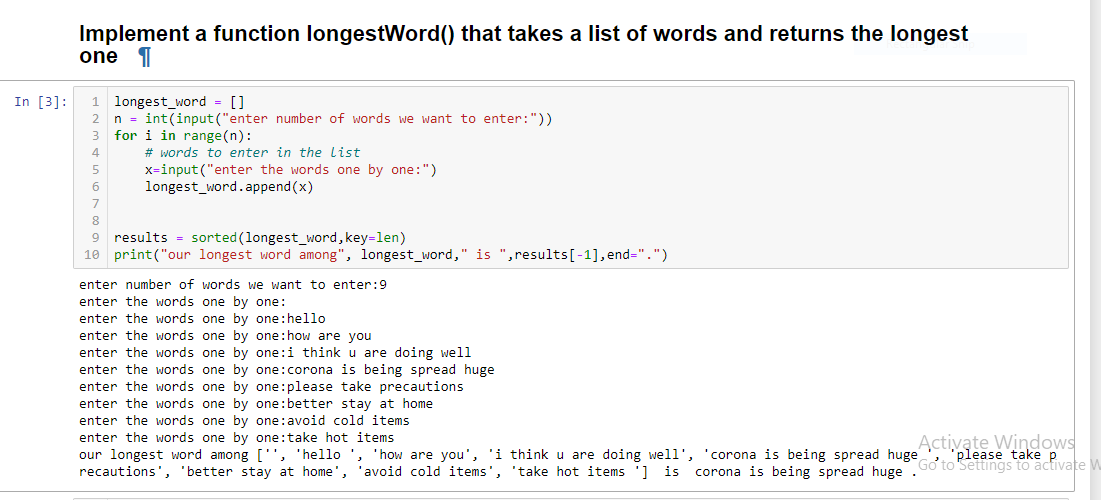 Implement a function longestWord() that takes a list of words and returns the longest
one ¶
In [3]:
1 longest_word = []
2 n = int(input("enter number of words we want to enter:"))
3 for i in range(n):
4     # words to enter in the list
5     x=input("enter the words one by one:")
6     longest_word.append(x)
7
8
9 results = sorted(longest_word,key=len)
10 print("our longest word among", longest_word," is ",results[-1],end=".")
enter number of words we want to enter:9
enter the words one by one:
enter the words one by one:hello
enter the words one by one:how are you
enter the words one by one:i think u are doing well
enter the words one by one:corona is being spread huge
enter the words one by one:please take precautions
enter the words one by one:better stay at home
enter the words one by one:avoid cold items
enter the words one by one:take hot items
our longest word among ['', 'hello ', 'how are you', 'i think u are doing well', 'corona is being spread huge ', 'please take p
recautions', 'better stay at home', 'avoid cold items', 'take hot items ']  is  corona is being spread huge .
Activate Windows
Go to Settings to activate W